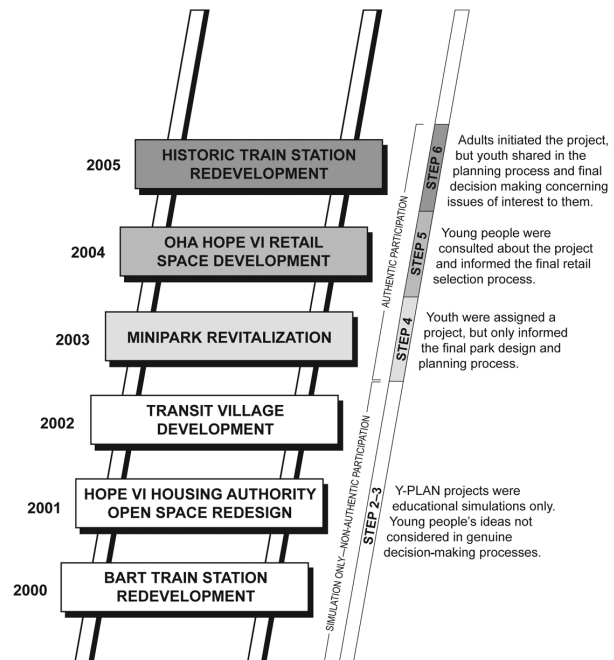 2005
HISTORIC TRAIN STATION
REDEVELOPMENT
STEP 6
Adults initiated the project,
but youth shared in the
planning process and final
decision making concerning
issues of interest to them.
2004
OHA HOPE VI RETAIL
SPACE DEVELOPMENT
STEP 5
Young people were
consulted about the project
and informed the final retail
selection process.
AUTHENTIC PARTICIPATION
2003
MINIPARK REVITALIZATION
STEP 4
Youth were assigned a
project, but only informed
the final park design and
planning process.
2002
TRANSIT VILLAGE
DEVELOPMENT
2001
HOPE VI HOUSING AUTHORITY
OPEN SPACE REDESIGN
SIMULATION ONLY—NON-AUTHENTIC PARTICIPATION
STEP 2–3
Y-PLAN projects were
educational simulations only.
Young people's ideas not
considered in genuine
decision-making processes.
2000
BART TRAIN STATION
REDEVELOPMENT